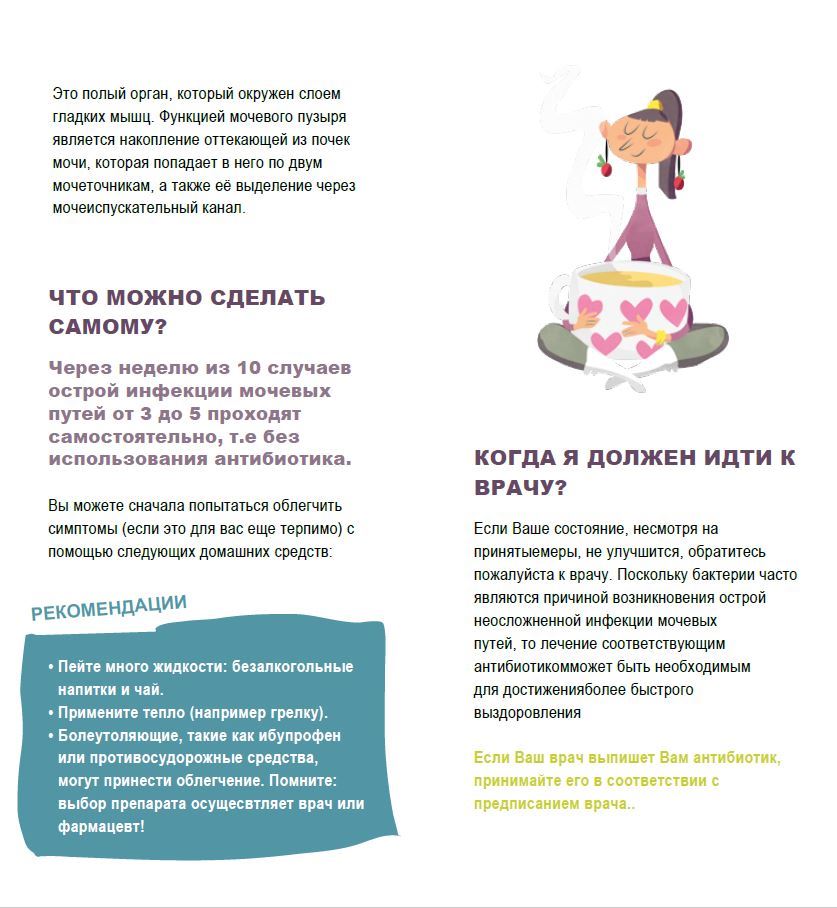 Это полый орган, который окружен слоем
гладких мышц. Функцией мочевого пузыря
является накопление оттекающей из почек
мочи, которая попадает в него по двум
мочеточникам, а также её выделение через
мочеиспускательный канал.
ЧТО МОЖНО СДЕЛАТЬ
САМОМУ?
Через неделю из 10 случаев
острой инфекции мочевых
путей от 3 до 5 проходят
самостоятельно, т.е без
использования антибиотика.
Вы можете сначала попытаться облегчить
симптомы (если это для вас еще терпимо) с
помощью следующих домашних средств:
РЕКОМЕНДАЦИИ
• Пейте много жидкости: безалкогольные
напитки и чай.
• Примените тепло (например грелку).
• Болеутоляющие, такие как ибупрофен
или противосудорожные средства,
могут принести облегчение. Помните:
выбор препарата осущесвтляет врач или
фармацевт!
КОГДА Я ДОЛЖЕН ИДТИ К
ВРАЧУ?
Если Ваше состояние, несмотря на
принятыемеры, не улучшится, обратитесь
пожалуйста к врачу. Поскольку бактерии часто
являются причиной возникновения острой
неосложненной инфекции мочевых
путей, то лечение соответствующим
антибиотикомможет быть необходимым
для достиженияболее быстрого
выздоровления
Если Ваш врач выпишет Вам антибиотик,
принимайте его в соответствии с
предписанием врача..